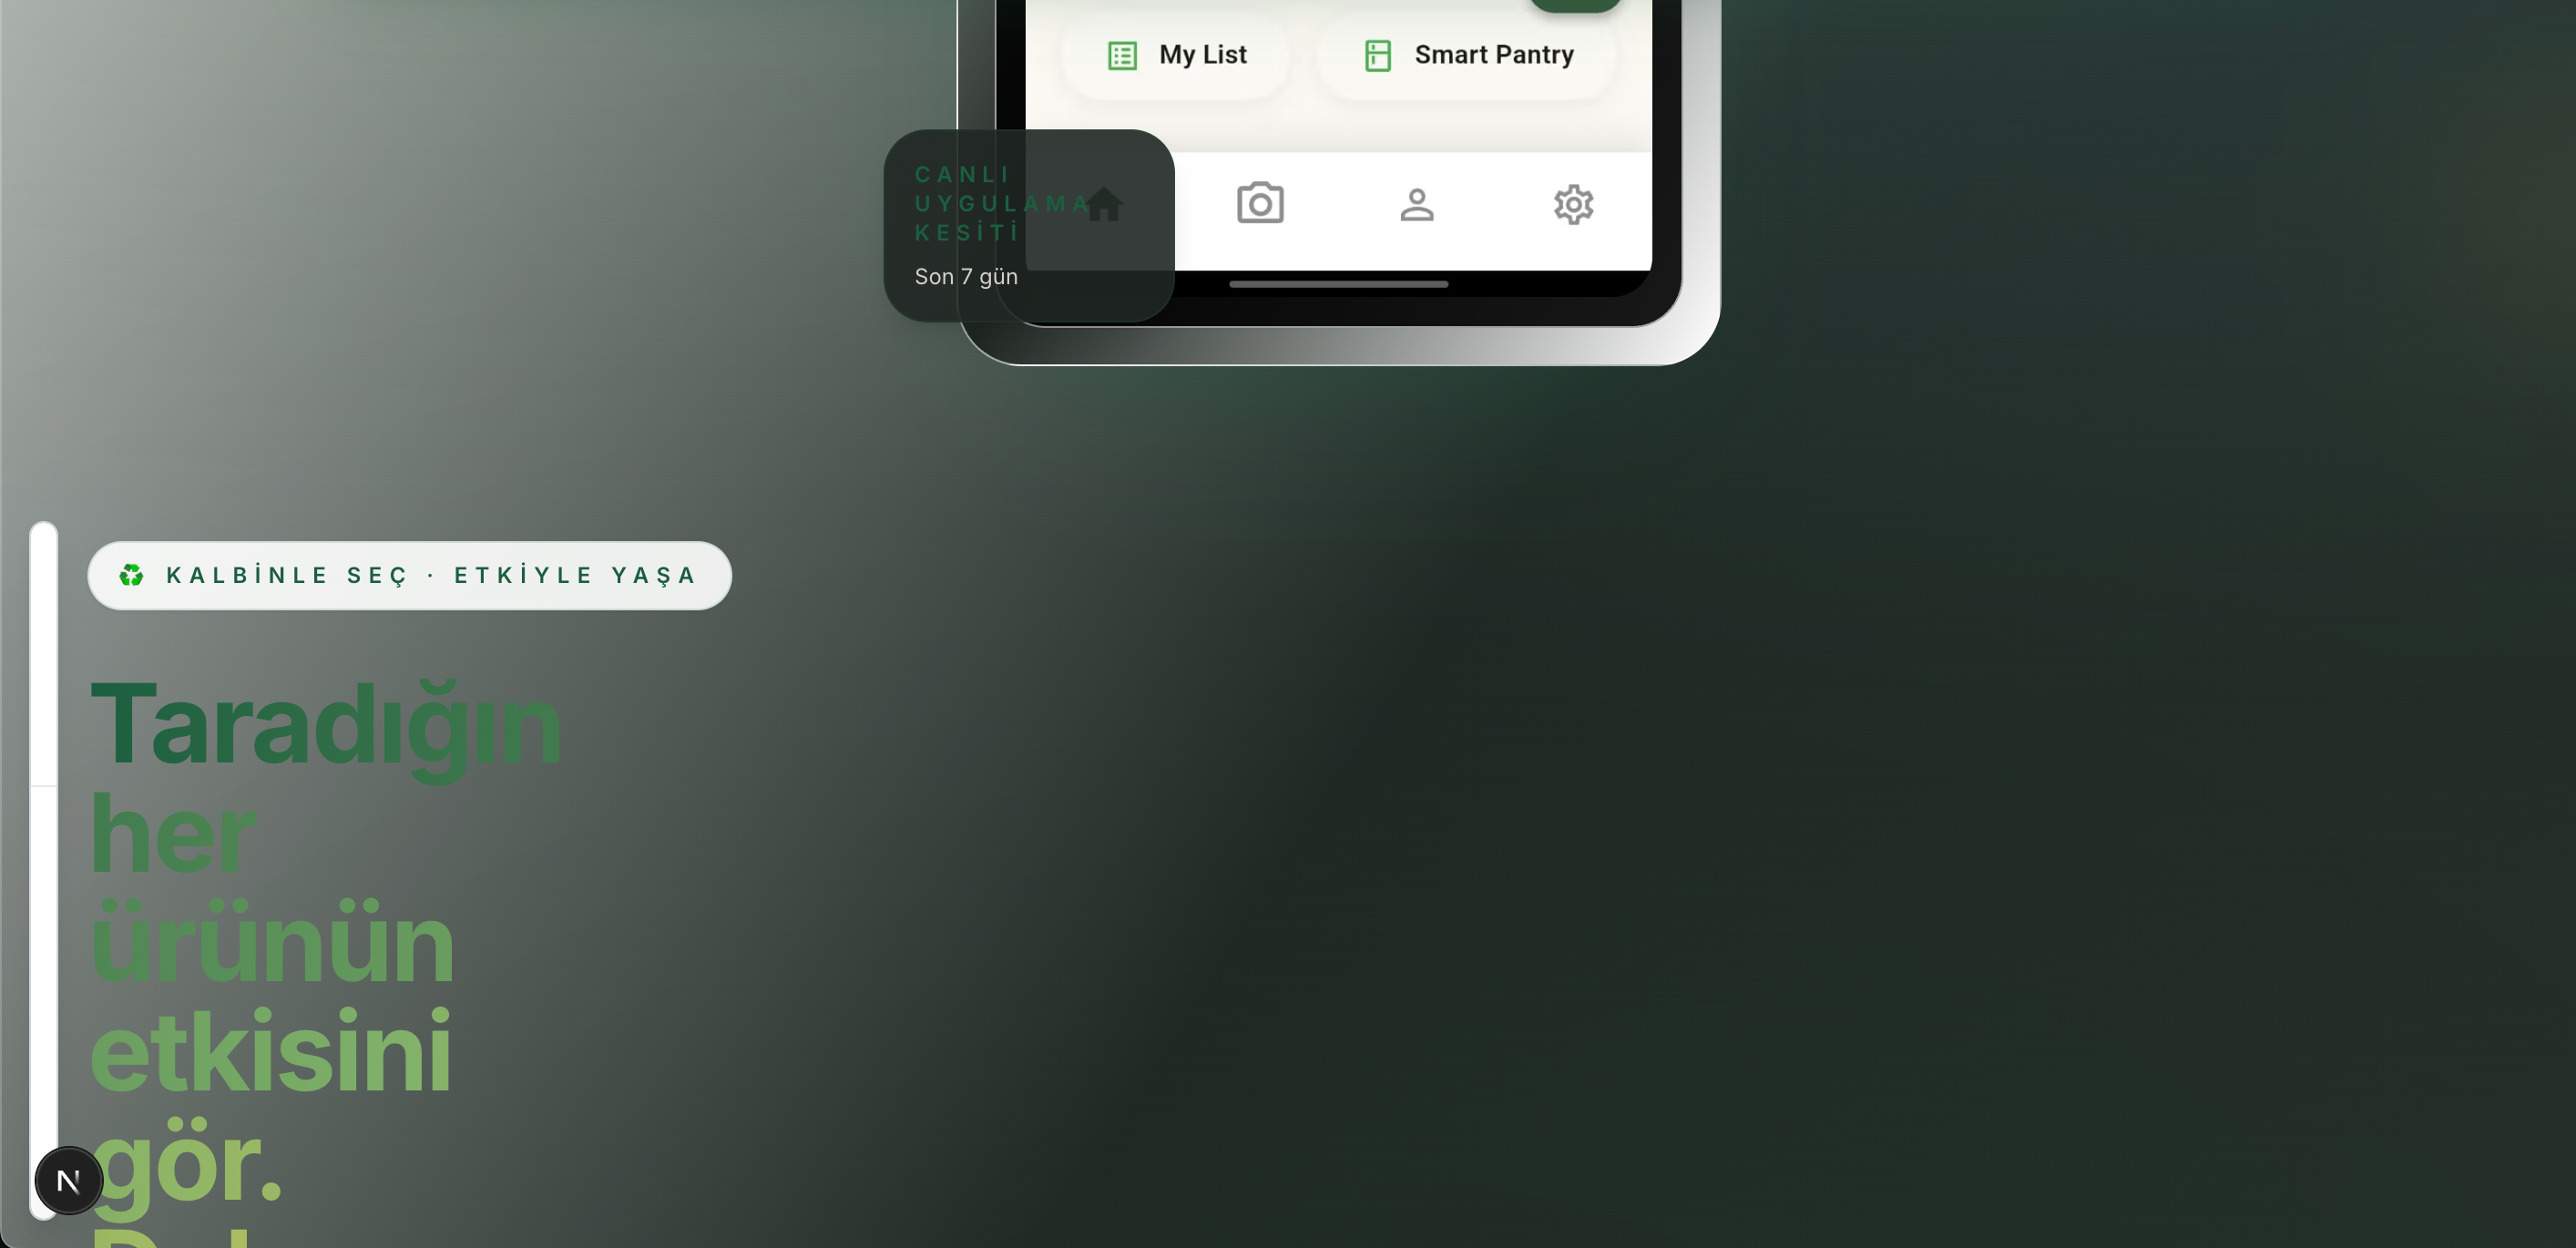 My List
Smart Pantry
CANLI
UYGULAMA
KESİTİ
Son 7 gün
♻ KALBİNLE SEÇ · ETKİYLE YAŞA
Taradığın
her
ürünün
etkisini
gör.
N